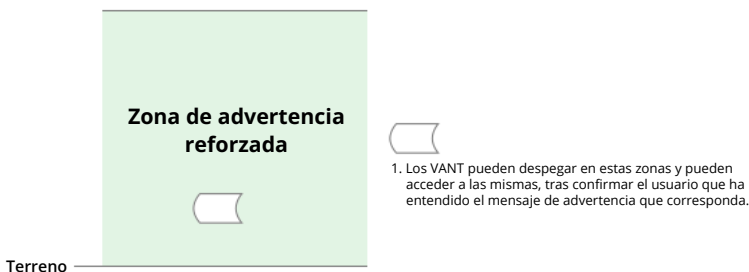 Zona de advertencia
reforzada
1. Los VANT pueden despegar en estas zonas y pueden
acceder a las mismas, tras confirmar el usuario que ha
entendido el mensaje de advertencia que corresponda.
Terreno